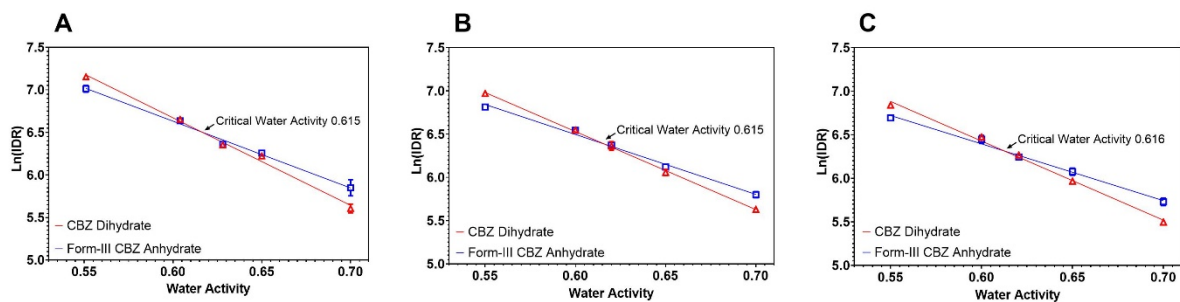 A
Ln(IDR)
7.5
7.0
6.5
6.0
5.5
5.0
Critical Water Activity 0.615
CBZ Dihydrate
Form-III CBZ Anhydrate
0.55 0.60 0.65 0.70
Water Activity
B
Ln(IDR)
7.5
7.0
6.5
6.0
5.5
5.0
Critical Water Activity 0.615
CBZ Dihydrate
Form-III CBZ Anhydrate
0.55 0.60 0.65 0.70
Water Activity
C
Ln(IDR)
7.5
7.0
6.5
6.0
5.5
5.0
Critical Water Activity 0.616
CBZ Dihydrate
Form-III CBZ Anhydrate
0.55 0.60 0.65 0.70
Water Activity